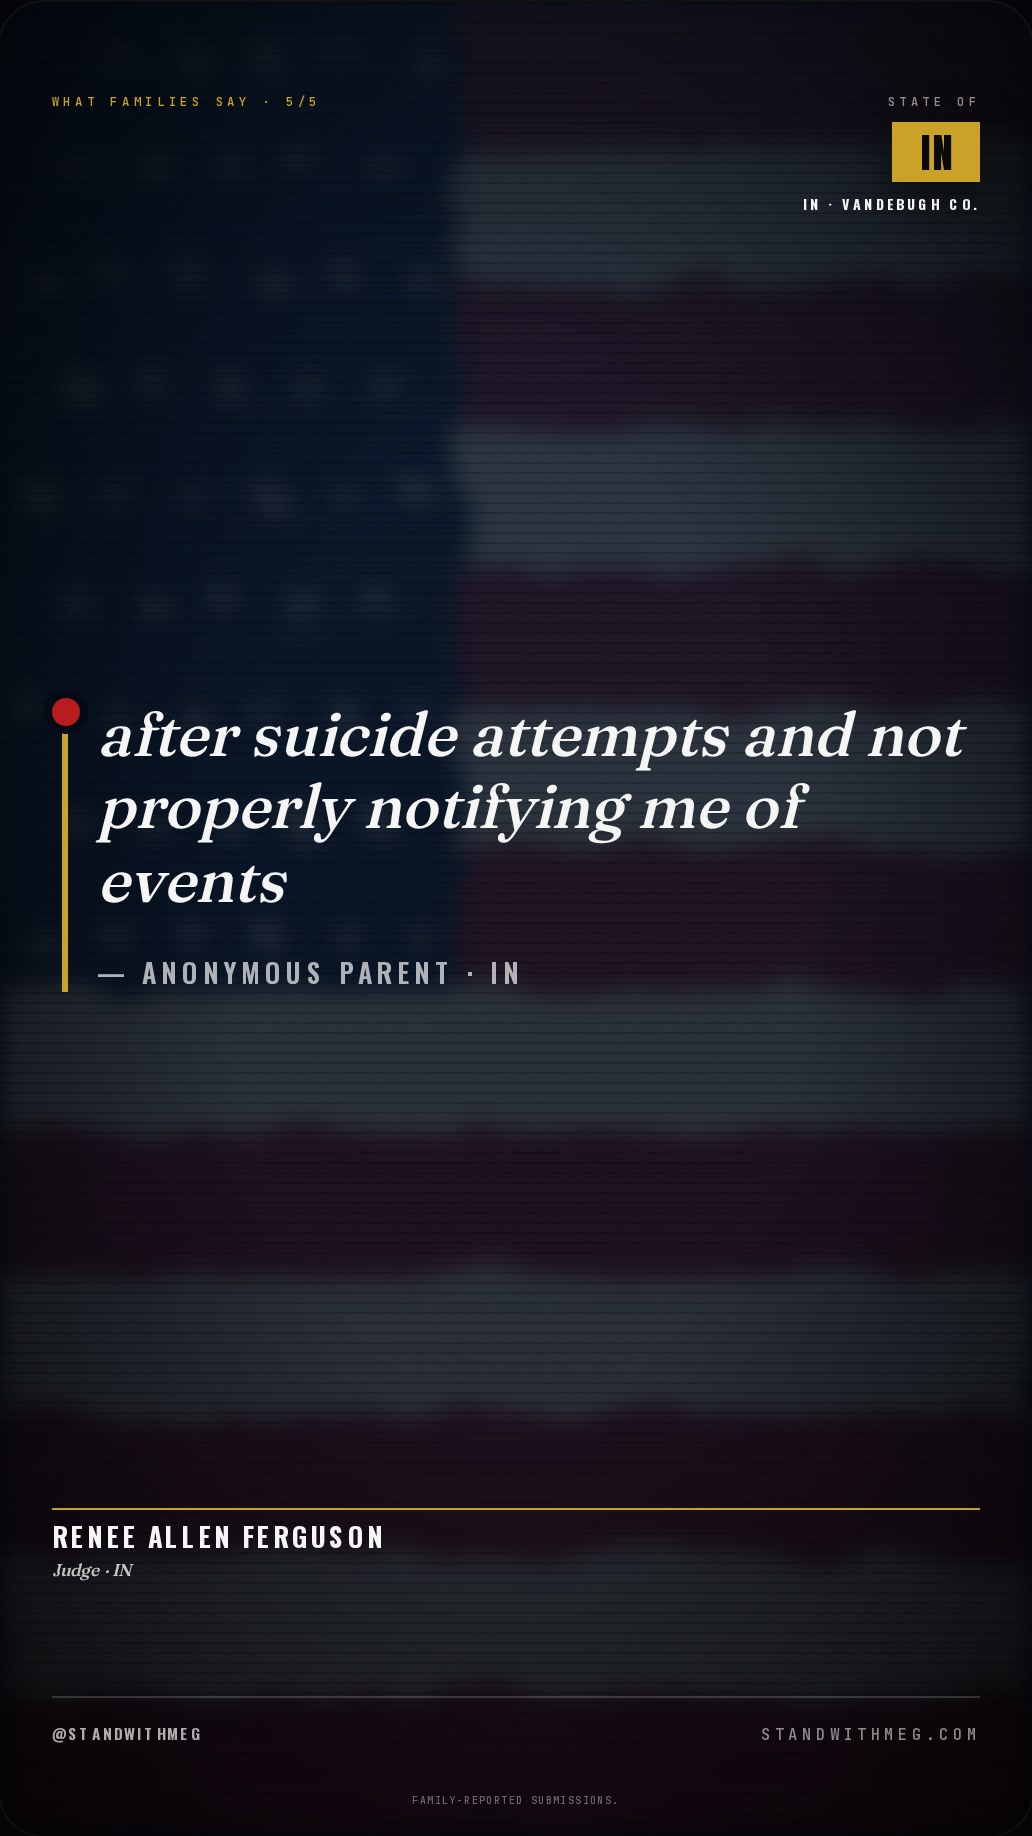 WHAT FAMILIES SAY · 5/5
STATE OF
IN
IN · VANDEBUGH CO.
after suicide attempts and not
properly notifying me of
events
— ANONYMOUS PARENT · IN
RENEE ALLEN FERGUSON
Judge · IN
@STANDWITHMEG
STANDWITHMEG.COM
FAMILY-REPORTED SUBMISSIONS.